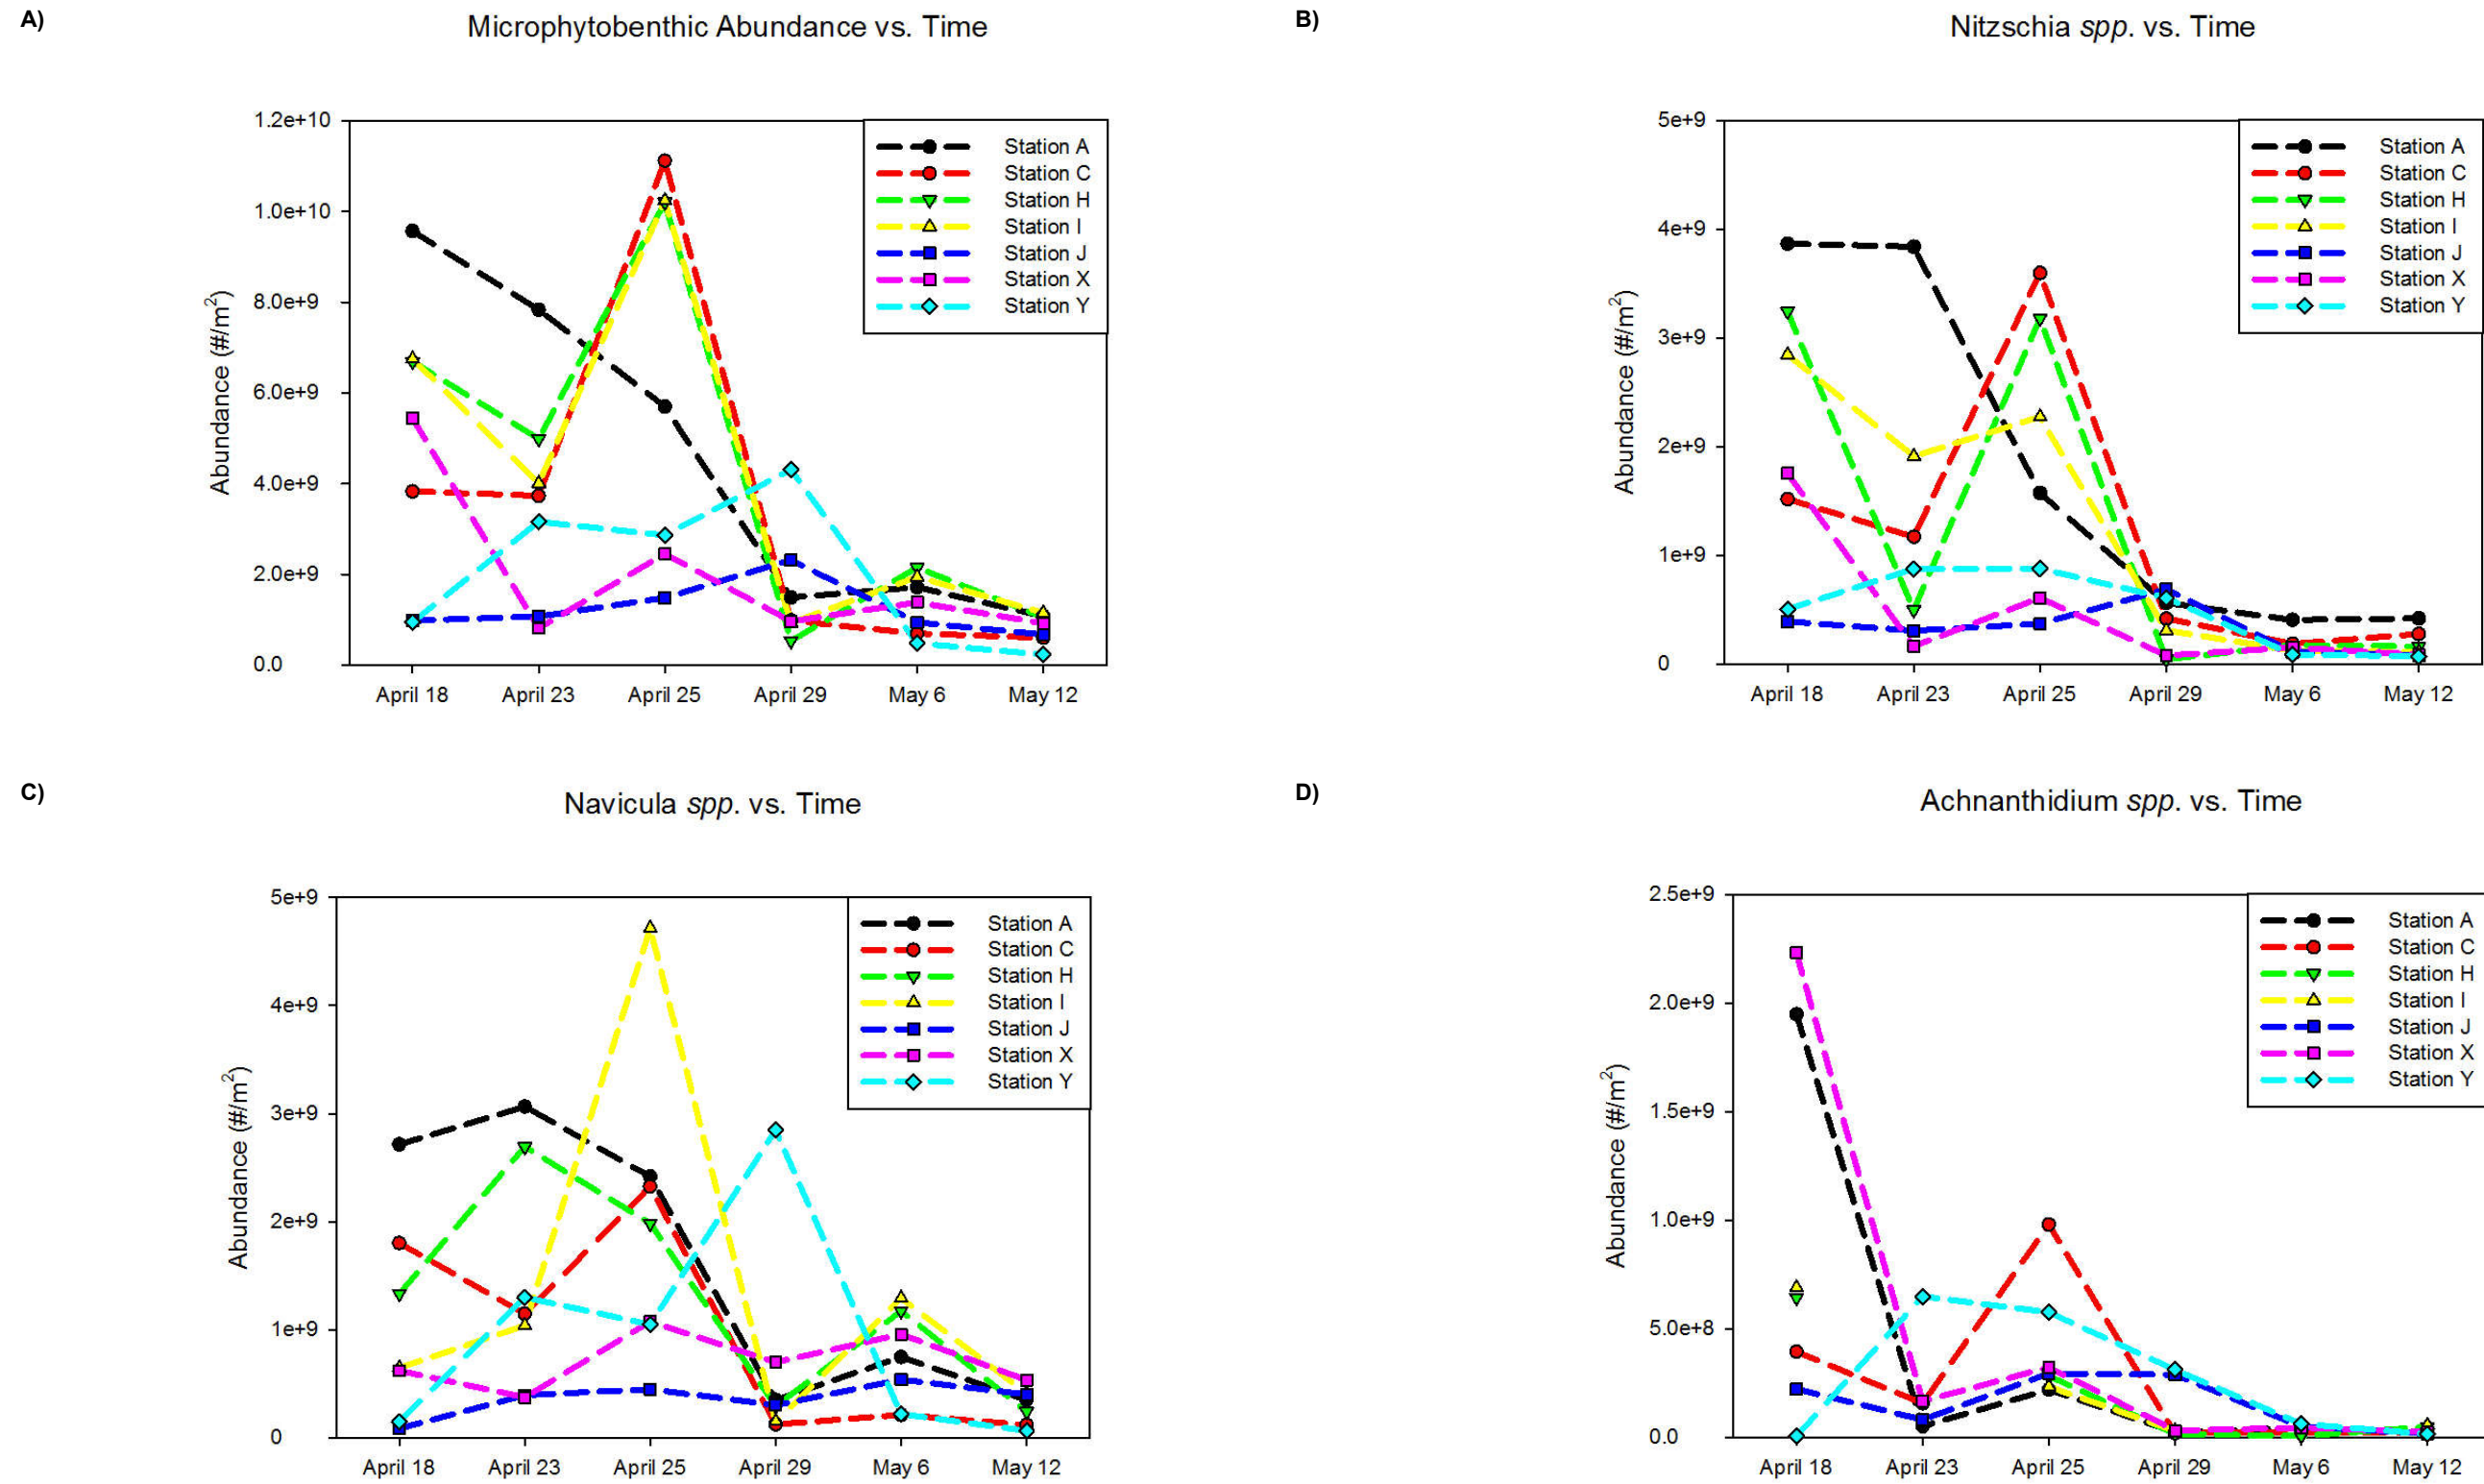 A)
Microphytobenthic Abundance vs. Time
Abundance (#/m²)
1.2e+10
1.0e+10
8.0e+9
6.0e+9
4.0e+9
2.0e+9
0.0
Station A
Station C
Station H
Station I
Station J
Station X
Station Y
April 18 April 23 April 25 April 29 May 6 May 12
B)
Nitzschia spp. vs. Time
Abundance (#/m²)
5e+9
4e+9
3e+9
2e+9
1e+9
0
Station A
Station C
Station H
Station I
Station J
Station X
Station Y
April 18 April 23 April 25 April 29 May 6 May 12
C)
Navicula spp. vs. Time
Abundance (#/m²)
5e+9
4e+9
3e+9
2e+9
1e+9
0
Station A
Station C
Station H
Station I
Station J
Station X
Station Y
April 18 April 23 April 25 April 29 May 6 May 12
D)
Achnanthidium spp. vs. Time
Abundance (#/m²)
2.5e+9
2.0e+9
1.5e+9
1.0e+9
5.0e+8
0.0
Station A
Station C
Station H
Station I
Station J
Station X
Station Y
April 18 April 23 April 25 April 29 May 6 May 12